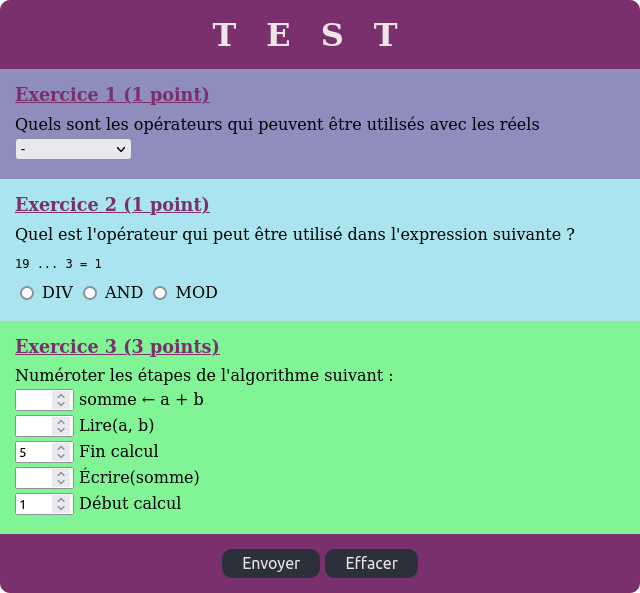 T E S T
Exercice 1 (1 point)
Quels sont les opérateurs qui peuvent être utilisés avec les réels
-
Exercice 2 (1 point)
Quel est l'opérateur qui peut être utilisé dans l'expression suivante ?
19 ... 3 = 1
DIV AND MOD
Exercice 3 (3 points)
Numéroter les étapes de l'algorithme suivant :
somme ← a + b
Lire(a, b)
5 Fin calcul
Écrire(somme)
1 Début calcul
Envoyer Effacer